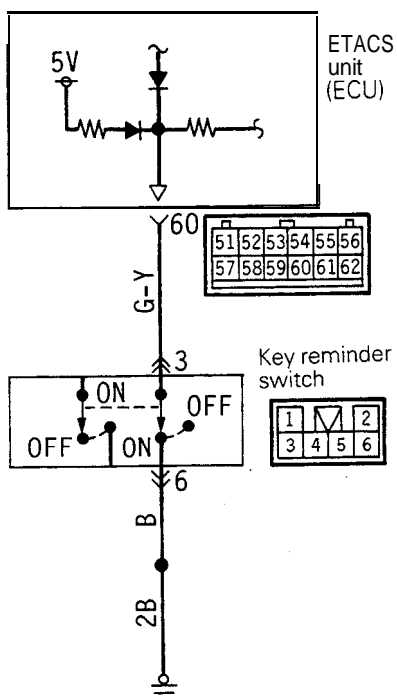 ETACS
unit
(ECU)
5V
60
51 52 53 54 55 56
57 58 59 60 61 62
G-Y
3
Key reminder
switch
ON
OFF
OFF
ON
1 2
3 4 5 6
6
B
2B